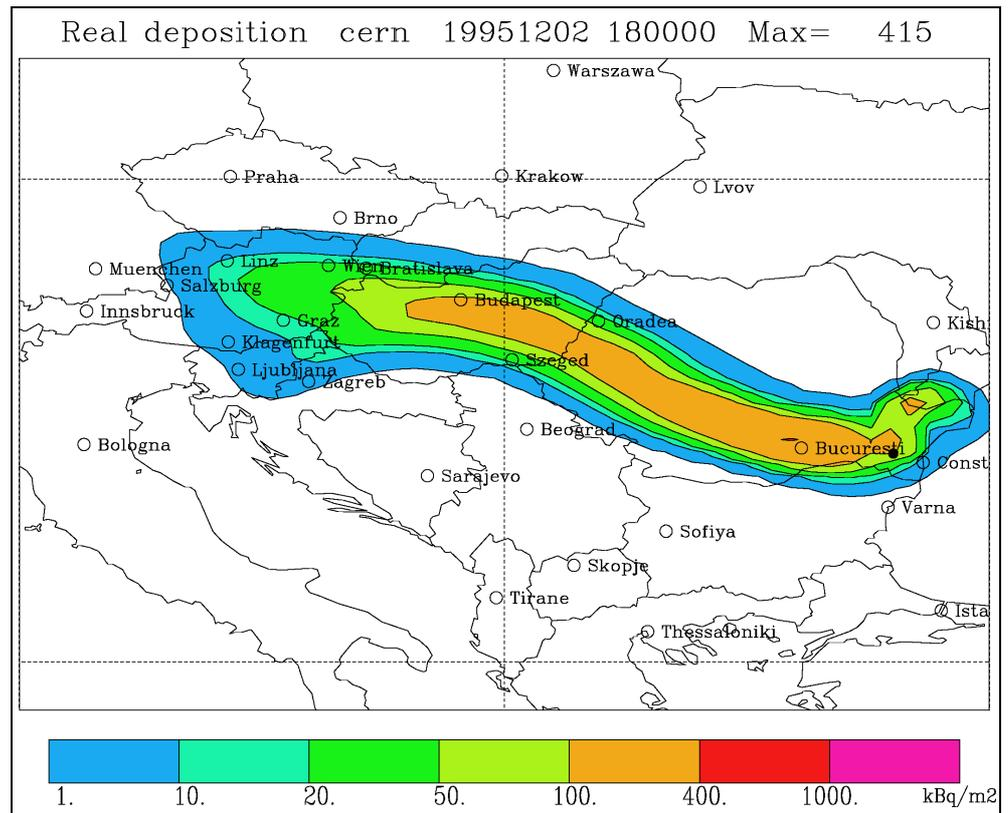 Real deposition cern 19951202 180000 Max= 415
Warszawa
Praha
Krakow
Lvov
Brno
Linz
Wien
Bratislava
Muenchen
Salzburg
Budapest
Innsbruck
Graz
Oradea
Kish
Klagenfurt
Szeged
Ljubljana
Zagreb
Beograd
Bologna
Bucuresti
Const
Sarajevo
Varna
Sofiya
Skopje
Tirane
Ista
Thessaloniki
1. 10. 20. 50. 100. 400. 1000. kBq/m2